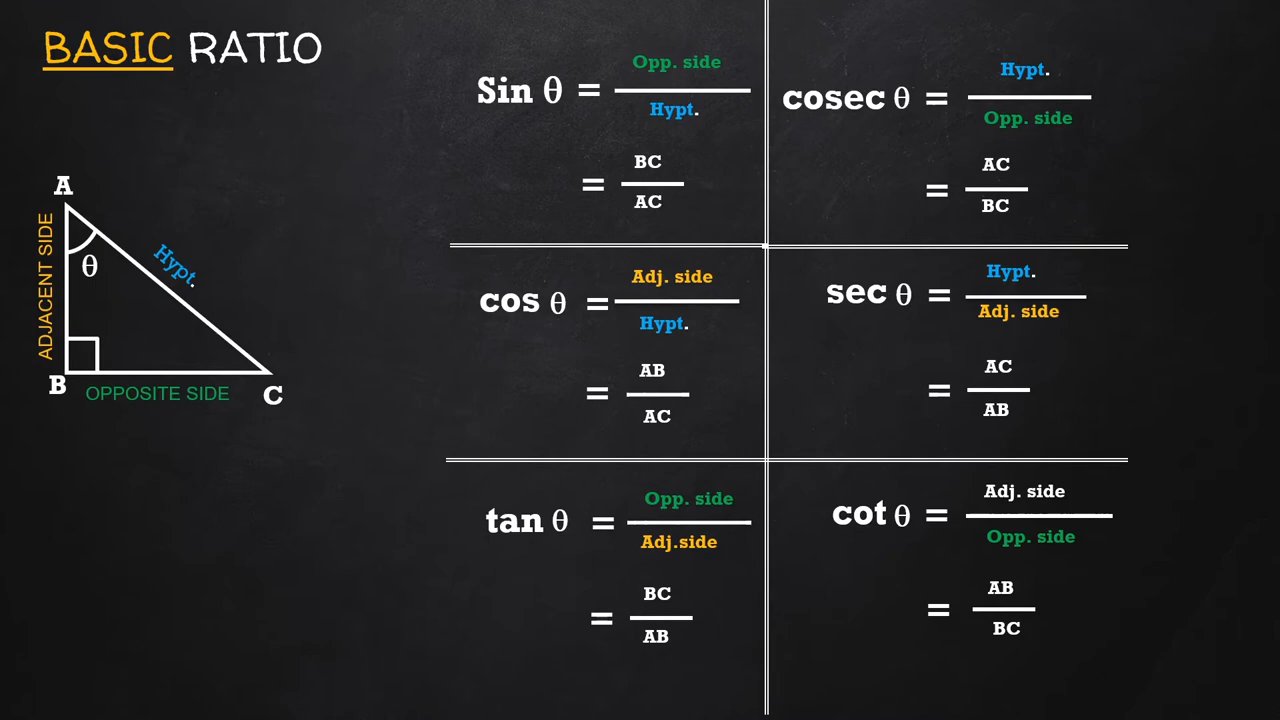 BASIC RATIO
A
ADJACENT SIDE
θ
Hypt.
B
OPPOSITE SIDE
C
Sin θ = Opp. side
Hypt.
= BC
AC
cosec θ = Hypt.
Opp. side
= AC
BC
cos θ = Adj. side
Hypt.
= AB
AC
sec θ = Hypt.
Adj. side
= AC
AB
tan θ = Opp. side
Adj.side
= BC
AB
cot θ = Adj. side
Opp. side
= AB
BC